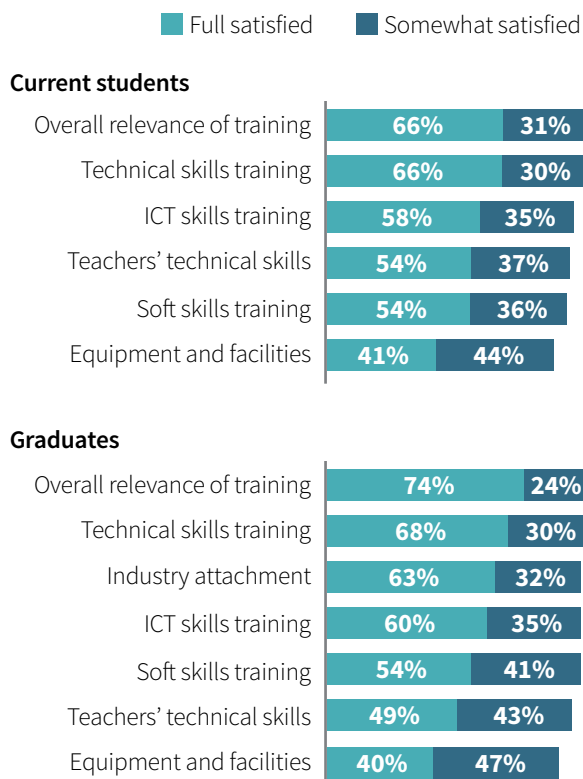 Full satisfied Somewhat satisfied
Current students
Overall relevance of training 66% 31%
Technical skills training 66% 30%
ICT skills training 58% 35%
Teachers’ technical skills 54% 37%
Soft skills training 54% 36%
Equipment and facilities 41% 44%
Graduates
Overall relevance of training 74% 24%
Technical skills training 68% 30%
Industry attachment 63% 32%
ICT skills training 60% 35%
Soft skills training 54% 41%
Teachers’ technical skills 49% 43%
Equipment and facilities 40% 47%